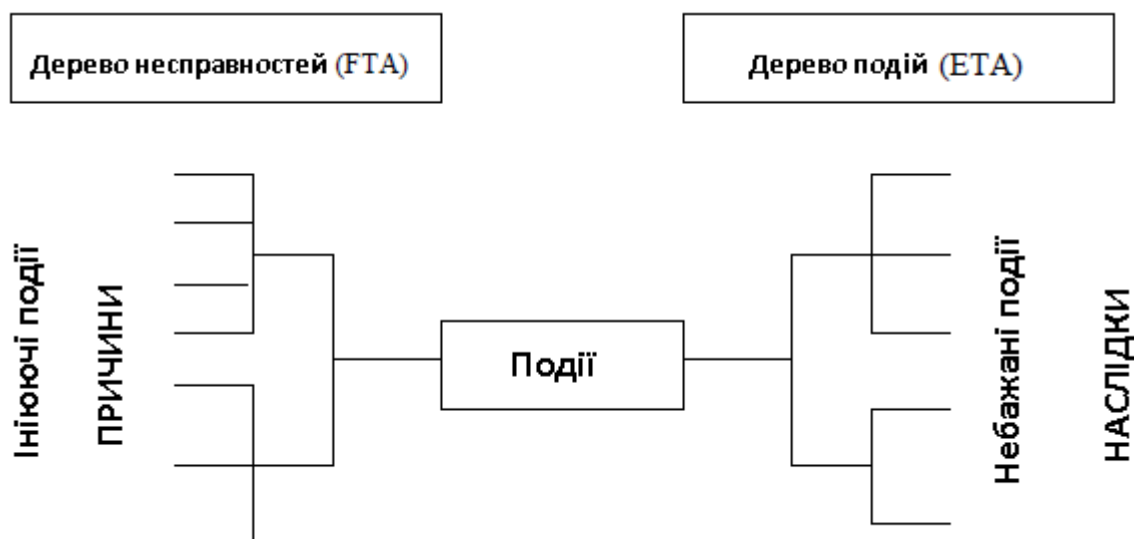 Дерево несправностей (FTA)
Дерево подій (ETA)
Ініюючі події
ПРИЧИНИ
Події
Небажані події
НАСЛІДКИ